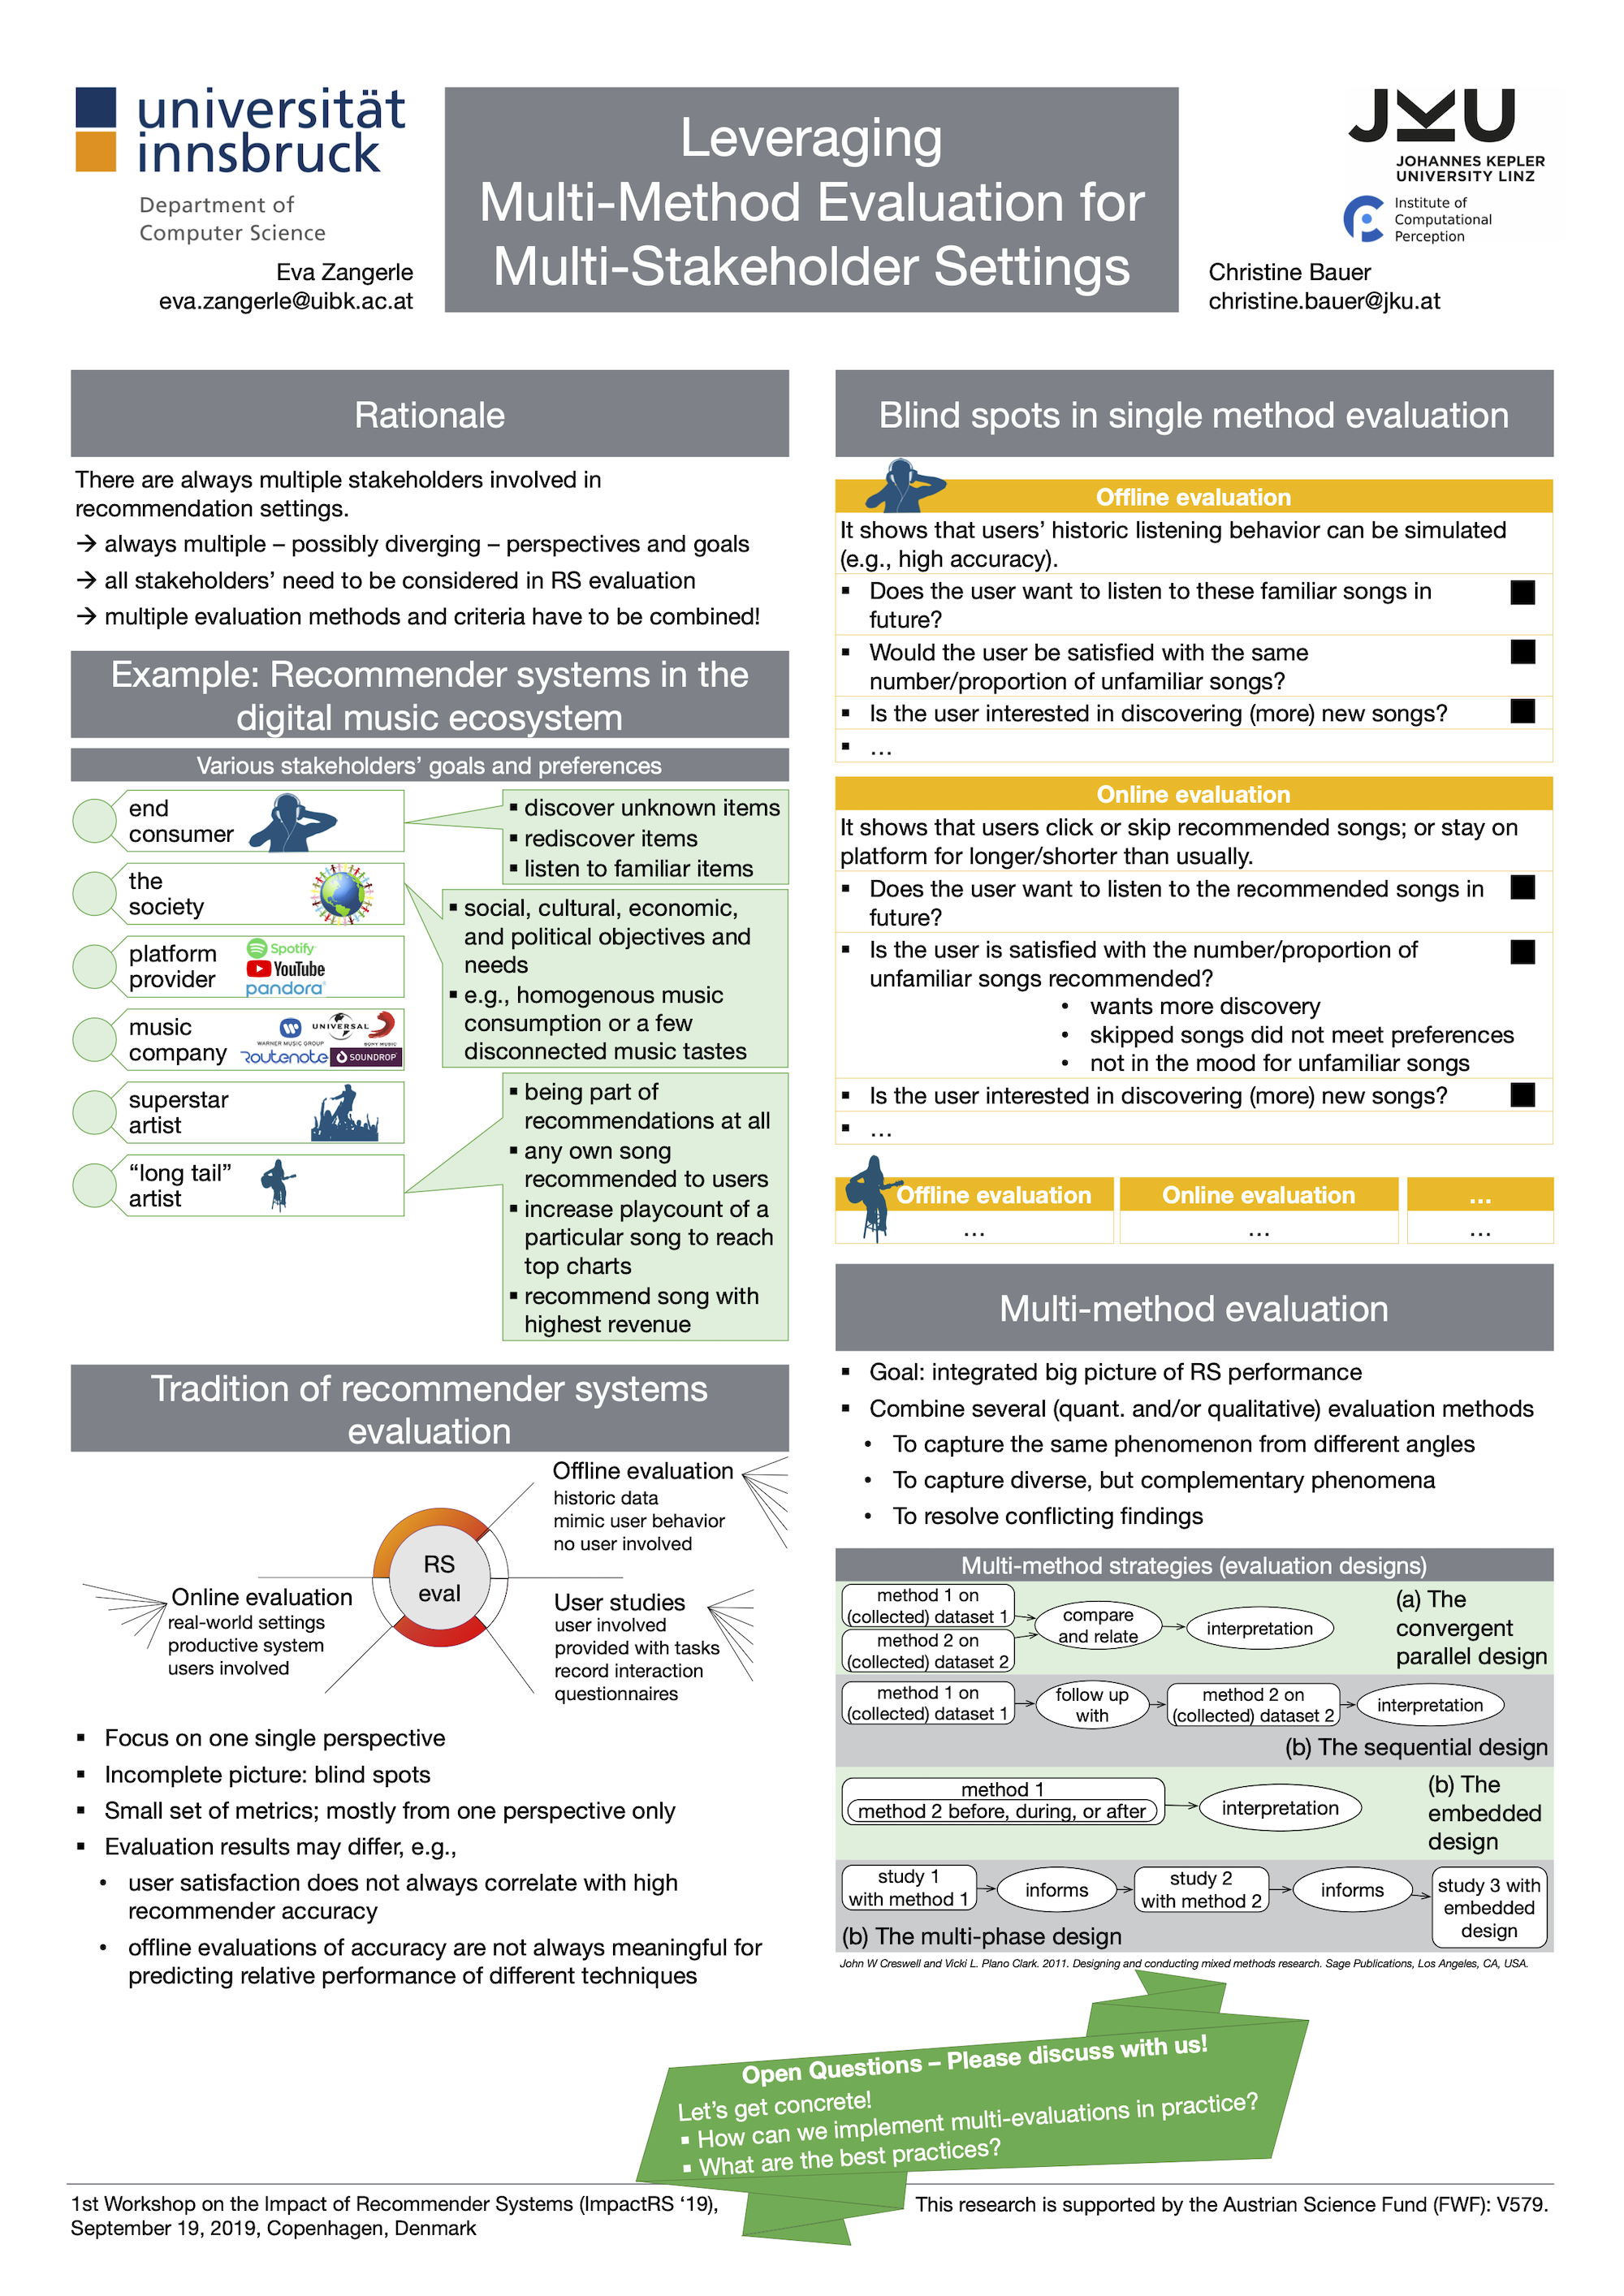 universität
innsbruck
Department of
Computer Science
Eva Zangerle
eva.zangerle@uibk.ac.at
Leveraging
Multi-Method Evaluation for
Multi-Stakeholder Settings
JKU
JOHANNES KEPLER
UNIVERSITY LINZ
Institute of
Computational
Perception
Christine Bauer
christine.bauer@jku.at
Rationale
There are always multiple stakeholders involved in
recommendation settings.
→ always multiple – possibly diverging – perspectives and goals
→ all stakeholders’ need to be considered in RS evaluation
→ multiple evaluation methods and criteria have to be combined!
Example: Recommender systems in the
digital music ecosystem
Various stakeholders’ goals and preferences
end
consumer
▪ discover unknown items
▪ rediscover items
▪ listen to familiar items
the
society
▪ social, cultural, economic,
and political objectives and
needs
▪ e.g., homogenous music
consumption or a few
disconnected music tastes
platform
provider
Spotify
YouTube
pandora
music
company
WARNER MUSIC GROUP
UNIVERSAL
SONY MUSIC
routenote
SOUNDROP
superstar
artist
“long tail”
artist
▪ being part of
recommendations at all
▪ any own song
recommended to users
▪ increase playcount of a
particular song to reach
top charts
▪ recommend song with
highest revenue
Tradition of recommender systems
evaluation
Offline evaluation
historic data
mimic user behavior
no user involved
RS
eval
Online evaluation
real-world settings
productive system
users involved
User studies
user involved
provided with tasks
record interaction
questionnaires
▪ Focus on one single perspective
▪ Incomplete picture: blind spots
▪ Small set of metrics; mostly from one perspective only
▪ Evaluation results may differ, e.g.,
• user satisfaction does not always correlate with high
recommender accuracy
• offline evaluations of accuracy are not always meaningful for
predicting relative performance of different techniques
Blind spots in single method evaluation
Offline evaluation
It shows that users’ historic listening behavior can be simulated
(e.g., high accuracy).
▪ Does the user want to listen to these familiar songs in
future?
▪ Would the user be satisfied with the same
number/proportion of unfamiliar songs?
▪ Is the user interested in discovering (more) new songs?
▪ …
Online evaluation
It shows that users click or skip recommended songs; or stay on
platform for longer/shorter than usually.
▪ Does the user want to listen to the recommended songs in
future?
▪ Is the user is satisfied with the number/proportion of
unfamiliar songs recommended?
• wants more discovery
• skipped songs did not meet preferences
• not in the mood for unfamiliar songs
▪ Is the user interested in discovering (more) new songs?
▪ …
Offline evaluation
Online evaluation
…
…
…
…
Multi-method evaluation
▪ Goal: integrated big picture of RS performance
▪ Combine several (quant. and/or qualitative) evaluation methods
• To capture the same phenomenon from different angles
• To capture diverse, but complementary phenomena
• To resolve conflicting findings
Multi-method strategies (evaluation designs)
method 1 on
(collected) dataset 1
method 2 on
(collected) dataset 2
compare
and relate
interpretation
(a) The
convergent
parallel design
method 1 on
(collected) dataset 1
follow up
with
method 2 on
(collected) dataset 2
interpretation
(b) The sequential design
method 1
method 2 before, during, or after
interpretation
(b) The
embedded
design
study 1
with method 1
informs
study 2
with method 2
informs
study 3 with
embedded
design
(b) The multi-phase design
John W Creswell and Vicki L. Plano Clark. 2011. Designing and conducting mixed methods research. Sage Publications, Los Angeles, CA, USA.
Open Questions – Please discuss with us!
Let’s get concrete!
▪ How can we implement multi-evaluations in practice?
▪ What are the best practices?
1st Workshop on the Impact of Recommender Systems (ImpactRS ‘19),
September 19, 2019, Copenhagen, Denmark
This research is supported by the Austrian Science Fund (FWF): V579.